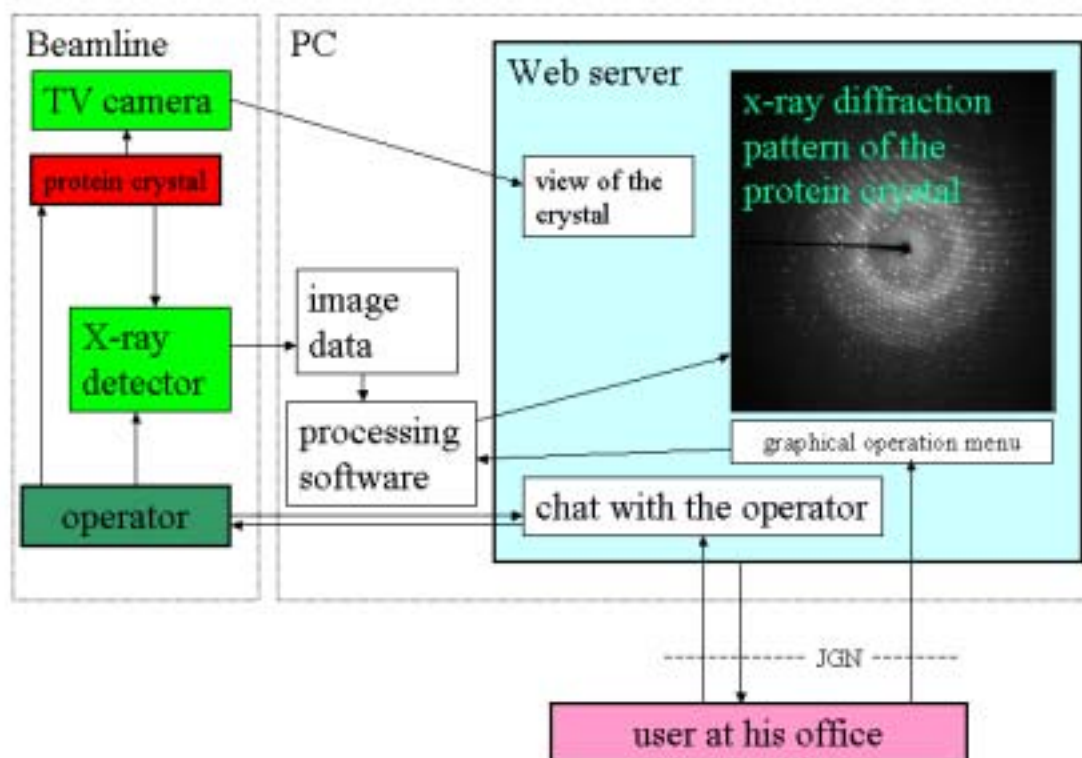 Beamline
TV camera
protein crystal
X-ray
detector
operator
PC
image
data
processing
software
Web server
view of the
crystal
x-ray diffraction
pattern of the
protein crystal
graphical operation menu
chat with the operator
JGN
user at his office